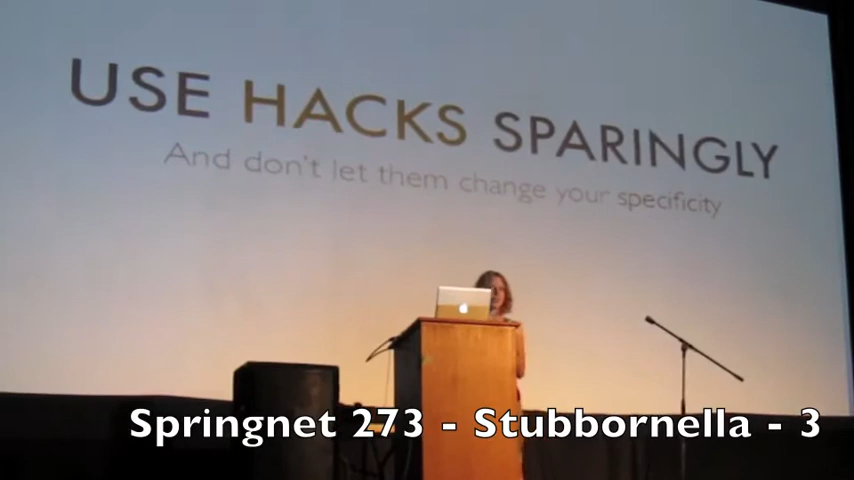 USE HACKS SPARINGLY
And don't let them change your specificity
Springnet 273 - Stubbornella - 3